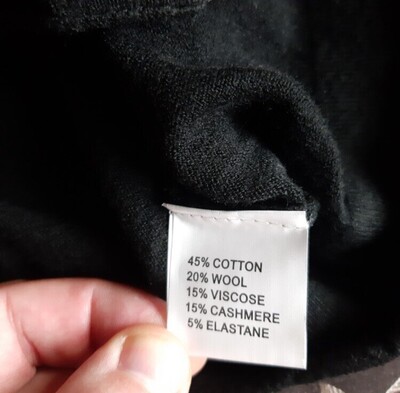 45% COTTON
20% WOOL
15% VISCOSE
15% CASHMERE
5% ELASTANE